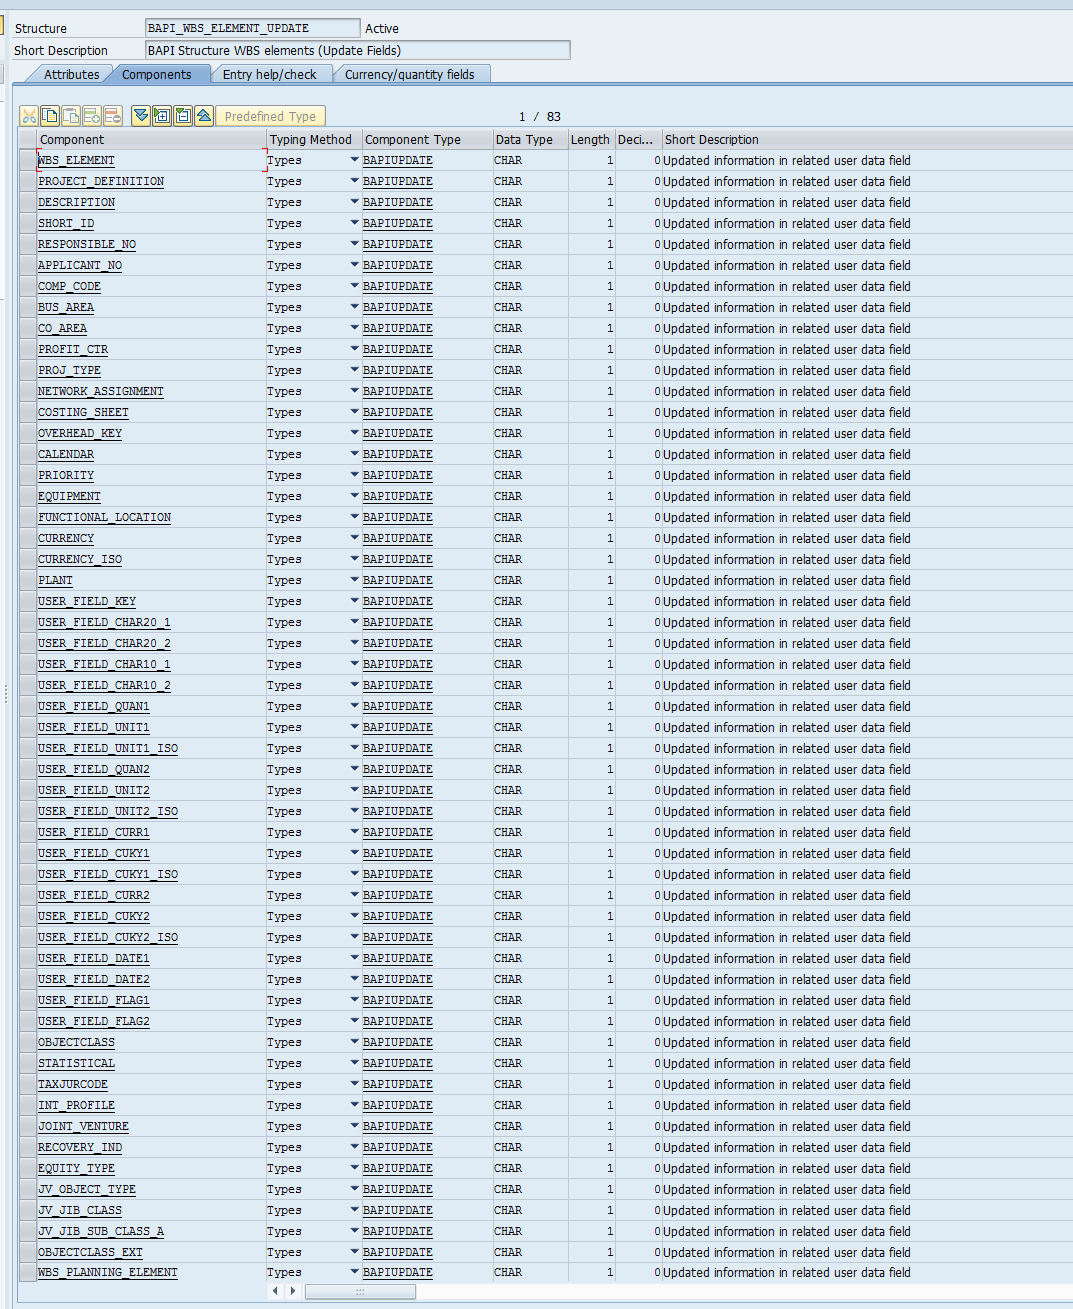 Structure BAPI_WBS_ELEMENT_UPDATE Active
Short Description BAPI Structure WBS elements (Update Fields)
Attributes Components Entry help/check Currency/quantity fields
Predefined Type 1 / 83
Component Typing Method Component Type Data Type Length Deci... Short Description
WBS_ELEMENT Types BAPIUPDATE CHAR 1 0 Updated information in related user data field
PROJECT_DEFINITION Types BAPIUPDATE CHAR 1 0 Updated information in related user data field
DESCRIPTION Types BAPIUPDATE CHAR 1 0 Updated information in related user data field
SHORT_ID Types BAPIUPDATE CHAR 1 0 Updated information in related user data field
RESPONSIBLE_NO Types BAPIUPDATE CHAR 1 0 Updated information in related user data field
APPLICANT_NO Types BAPIUPDATE CHAR 1 0 Updated information in related user data field
COMP_CODE Types BAPIUPDATE CHAR 1 0 Updated information in related user data field
BUS_AREA Types BAPIUPDATE CHAR 1 0 Updated information in related user data field
CO_AREA Types BAPIUPDATE CHAR 1 0 Updated information in related user data field
PROFIT_CTR Types BAPIUPDATE CHAR 1 0 Updated information in related user data field
PROJ_TYPE Types BAPIUPDATE CHAR 1 0 Updated information in related user data field
NETWORK_ASSIGNMENT Types BAPIUPDATE CHAR 1 0 Updated information in related user data field
COSTING_SHEET Types BAPIUPDATE CHAR 1 0 Updated information in related user data field
OVERHEAD_KEY Types BAPIUPDATE CHAR 1 0 Updated information in related user data field
CALENDAR Types BAPIUPDATE CHAR 1 0 Updated information in related user data field
PRIORITY Types BAPIUPDATE CHAR 1 0 Updated information in related user data field
EQUIPMENT Types BAPIUPDATE CHAR 1 0 Updated information in related user data field
FUNCTIONAL_LOCATION Types BAPIUPDATE CHAR 1 0 Updated information in related user data field
CURRENCY Types BAPIUPDATE CHAR 1 0 Updated information in related user data field
CURRENCY_ISO Types BAPIUPDATE CHAR 1 0 Updated information in related user data field
PLANT Types BAPIUPDATE CHAR 1 0 Updated information in related user data field
USER_FIELD_KEY Types BAPIUPDATE CHAR 1 0 Updated information in related user data field
USER_FIELD_CHAR20_1 Types BAPIUPDATE CHAR 1 0 Updated information in related user data field
USER_FIELD_CHAR20_2 Types BAPIUPDATE CHAR 1 0 Updated information in related user data field
USER_FIELD_CHAR10_1 Types BAPIUPDATE CHAR 1 0 Updated information in related user data field
USER_FIELD_CHAR10_2 Types BAPIUPDATE CHAR 1 0 Updated information in related user data field
USER_FIELD_QUAN1 Types BAPIUPDATE CHAR 1 0 Updated information in related user data field
USER_FIELD_UNIT1 Types BAPIUPDATE CHAR 1 0 Updated information in related user data field
USER_FIELD_UNIT1_ISO Types BAPIUPDATE CHAR 1 0 Updated information in related user data field
USER_FIELD_QUAN2 Types BAPIUPDATE CHAR 1 0 Updated information in related user data field
USER_FIELD_UNIT2 Types BAPIUPDATE CHAR 1 0 Updated information in related user data field
USER_FIELD_UNIT2_ISO Types BAPIUPDATE CHAR 1 0 Updated information in related user data field
USER_FIELD_CURR1 Types BAPIUPDATE CHAR 1 0 Updated information in related user data field
USER_FIELD_CUKY1 Types BAPIUPDATE CHAR 1 0 Updated information in related user data field
USER_FIELD_CUKY1_ISO Types BAPIUPDATE CHAR 1 0 Updated information in related user data field
USER_FIELD_CURR2 Types BAPIUPDATE CHAR 1 0 Updated information in related user data field
USER_FIELD_CUKY2 Types BAPIUPDATE CHAR 1 0 Updated information in related user data field
USER_FIELD_CUKY2_ISO Types BAPIUPDATE CHAR 1 0 Updated information in related user data field
USER_FIELD_DATE1 Types BAPIUPDATE CHAR 1 0 Updated information in related user data field
USER_FIELD_DATE2 Types BAPIUPDATE CHAR 1 0 Updated information in related user data field
USER_FIELD_FLAG1 Types BAPIUPDATE CHAR 1 0 Updated information in related user data field
USER_FIELD_FLAG2 Types BAPIUPDATE CHAR 1 0 Updated information in related user data field
OBJECTCLASS Types BAPIUPDATE CHAR 1 0 Updated information in related user data field
STATISTICAL Types BAPIUPDATE CHAR 1 0 Updated information in related user data field
TAXJURCODE Types BAPIUPDATE CHAR 1 0 Updated information in related user data field
INT_PROFILE Types BAPIUPDATE CHAR 1 0 Updated information in related user data field
JOINT_VENTURE Types BAPIUPDATE CHAR 1 0 Updated information in related user data field
RECOVERY_IND Types BAPIUPDATE CHAR 1 0 Updated information in related user data field
EQUITY_TYPE Types BAPIUPDATE CHAR 1 0 Updated information in related user data field
JV_OBJECT_TYPE Types BAPIUPDATE CHAR 1 0 Updated information in related user data field
JV_JIB_CLASS Types BAPIUPDATE CHAR 1 0 Updated information in related user data field
JV_JIB_SUB_CLASS_A Types BAPIUPDATE CHAR 1 0 Updated information in related user data field
OBJECTCLASS_EXT Types BAPIUPDATE CHAR 1 0 Updated information in related user data field
WBS_PLANNING_ELEMENT Types BAPIUPDATE CHAR 1 0 Updated information in related user data field